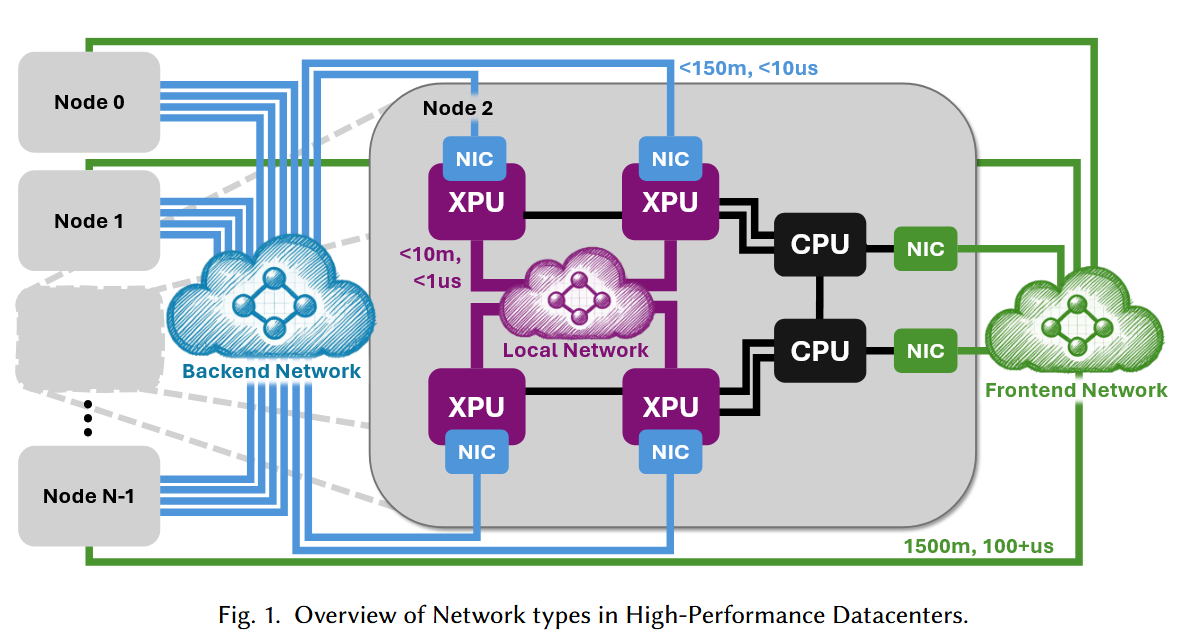 <150m, <10us
Node 0
Node 2
NIC
NIC
XPU
XPU
Node 1
CPU
NIC
<10m,
<1us
Local Network
CPU
NIC
Backend Network
Frontend Network
XPU
XPU
NIC
NIC
Node N-1
1500m, 100+us
Fig. 1. Overview of Network types in High-Performance Datacenters.